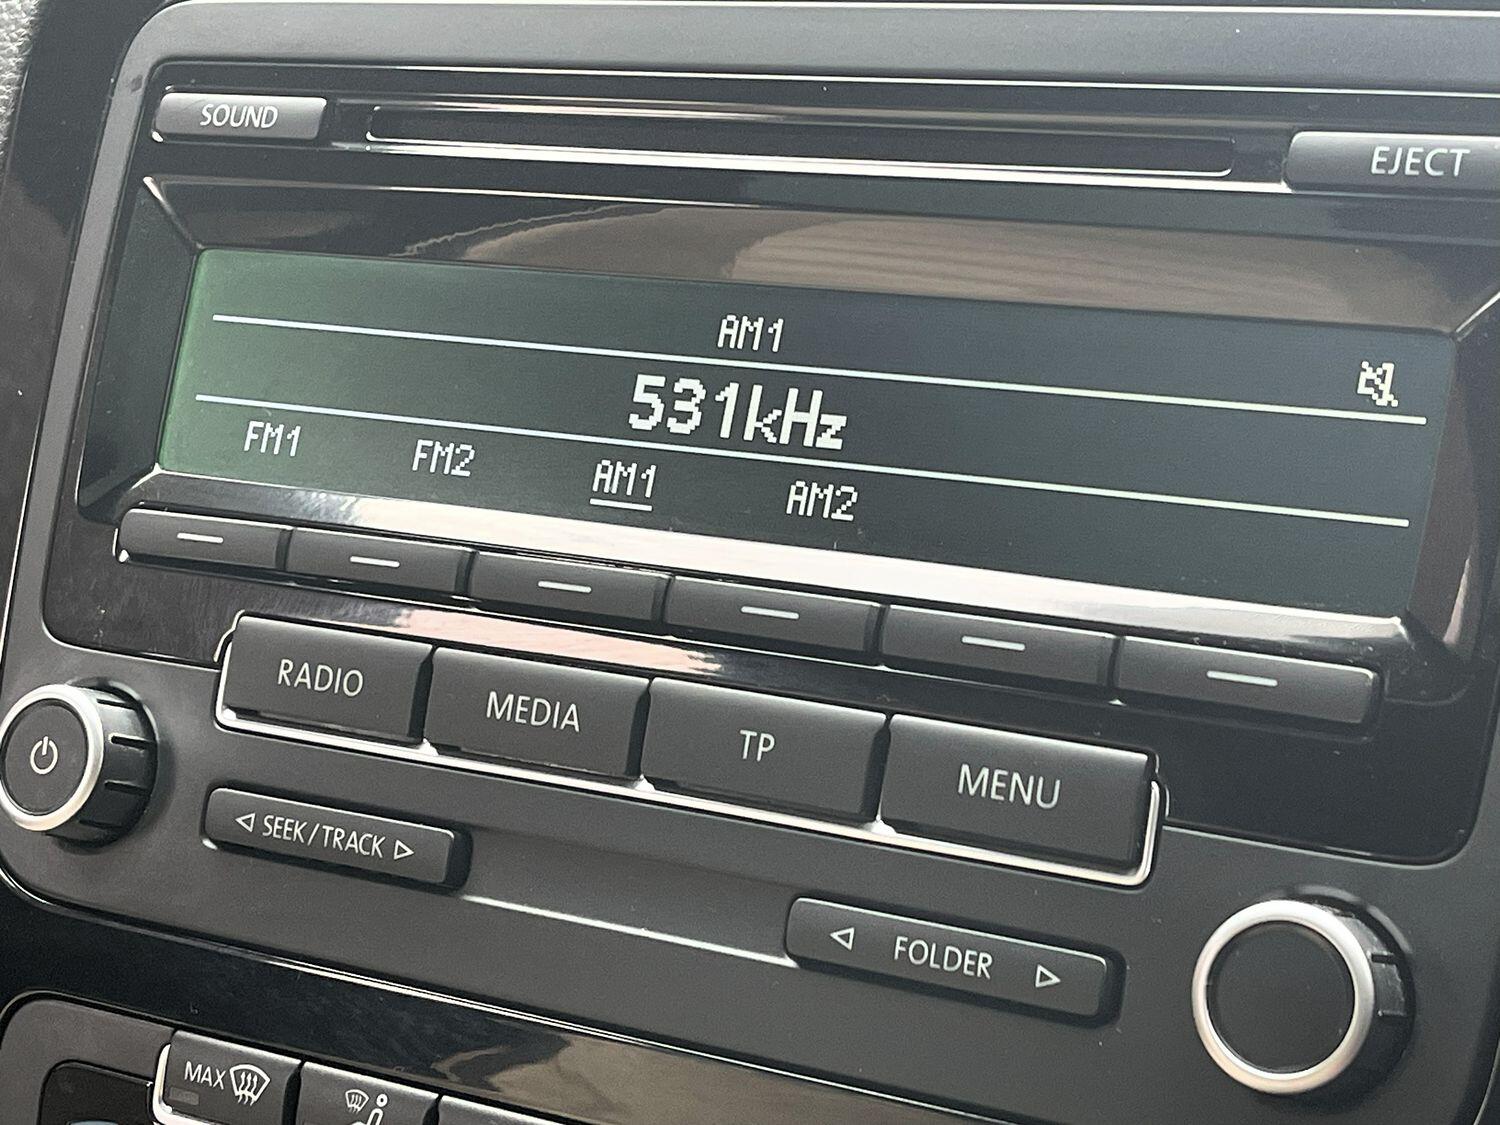 SOUND
EJECT
AM1
531kHz
FM1 FM2 AM1 AM2
RADIO MEDIA TP MENU
SEEK/TRACK
FOLDER
MAX